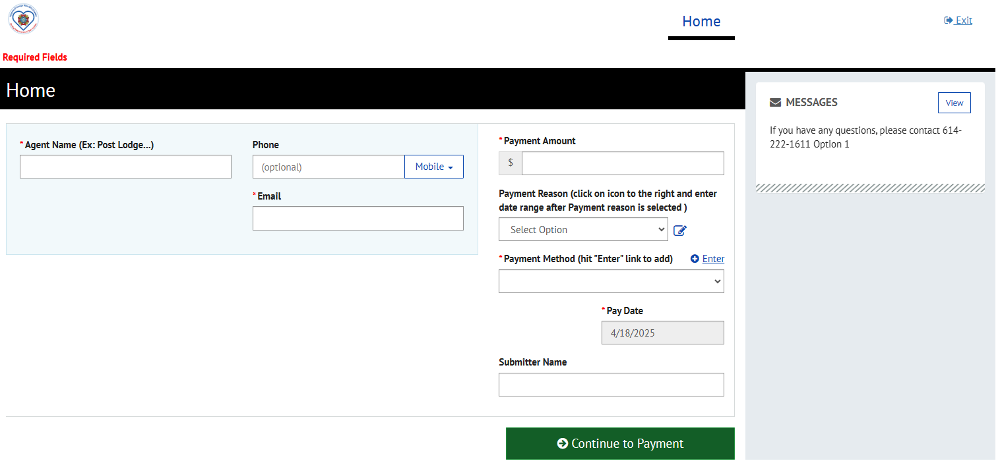 Home
Exit
Required Fields
Home
* Agent Name (Ex: Post Lodge...)
Phone
(optional)
Mobile
* Email
* Payment Amount
$
Payment Reason (click on icon to the right and enter
date range after Payment reason is selected )
Select Option
* Payment Method (hit "Enter" link to add)
Enter
* Pay Date
4/18/2025
Submitter Name
Continue to Payment
MESSAGES
View
If you have any questions, please contact 614-
222-1611 Option 1